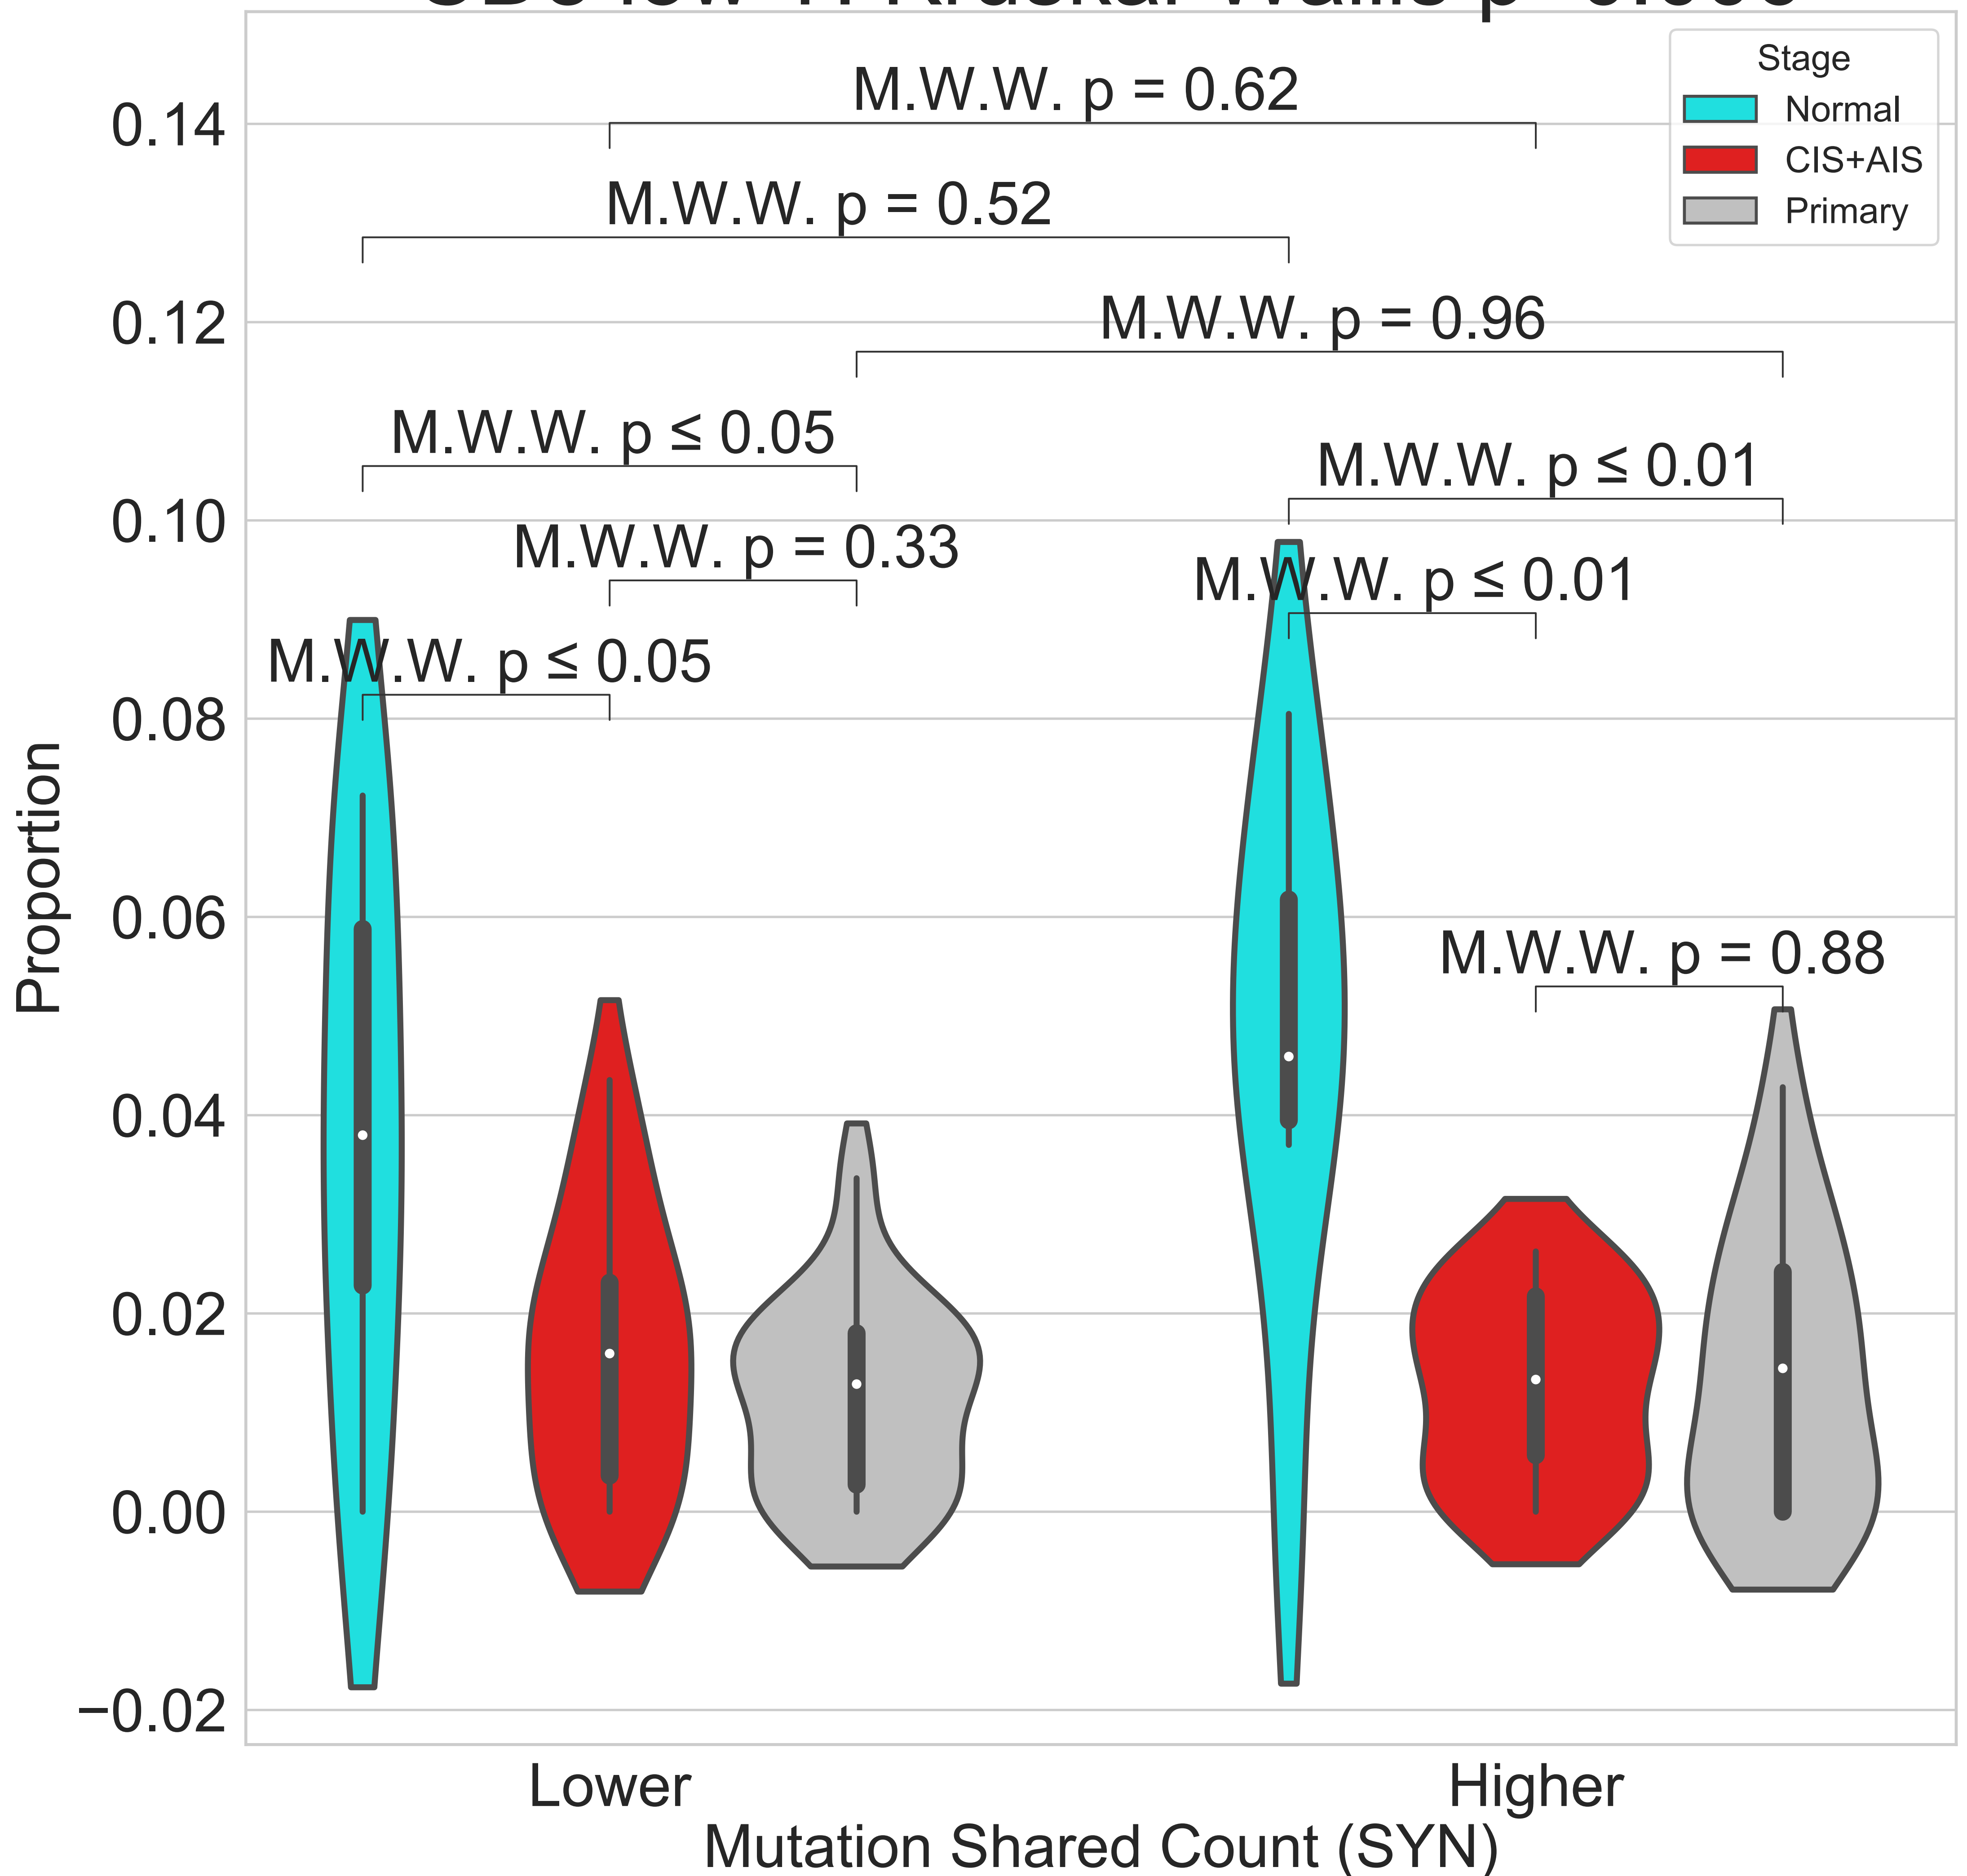 M.W.W. p = 0.62
M.W.W. p = 0.52
M.W.W. p = 0.96
M.W.W. p ≤ 0.05
M.W.W. p ≤ 0.01
M.W.W. p = 0.33
M.W.W. p ≤ 0.01
M.W.W. p ≤ 0.05
M.W.W. p = 0.88
Stage
Normal
CIS+AIS
Primary
Proportion
0.14
0.12
0.10
0.08
0.06
0.04
0.02
0.00
−0.02
Lower
Higher
Mutation Shared Count (SYN)